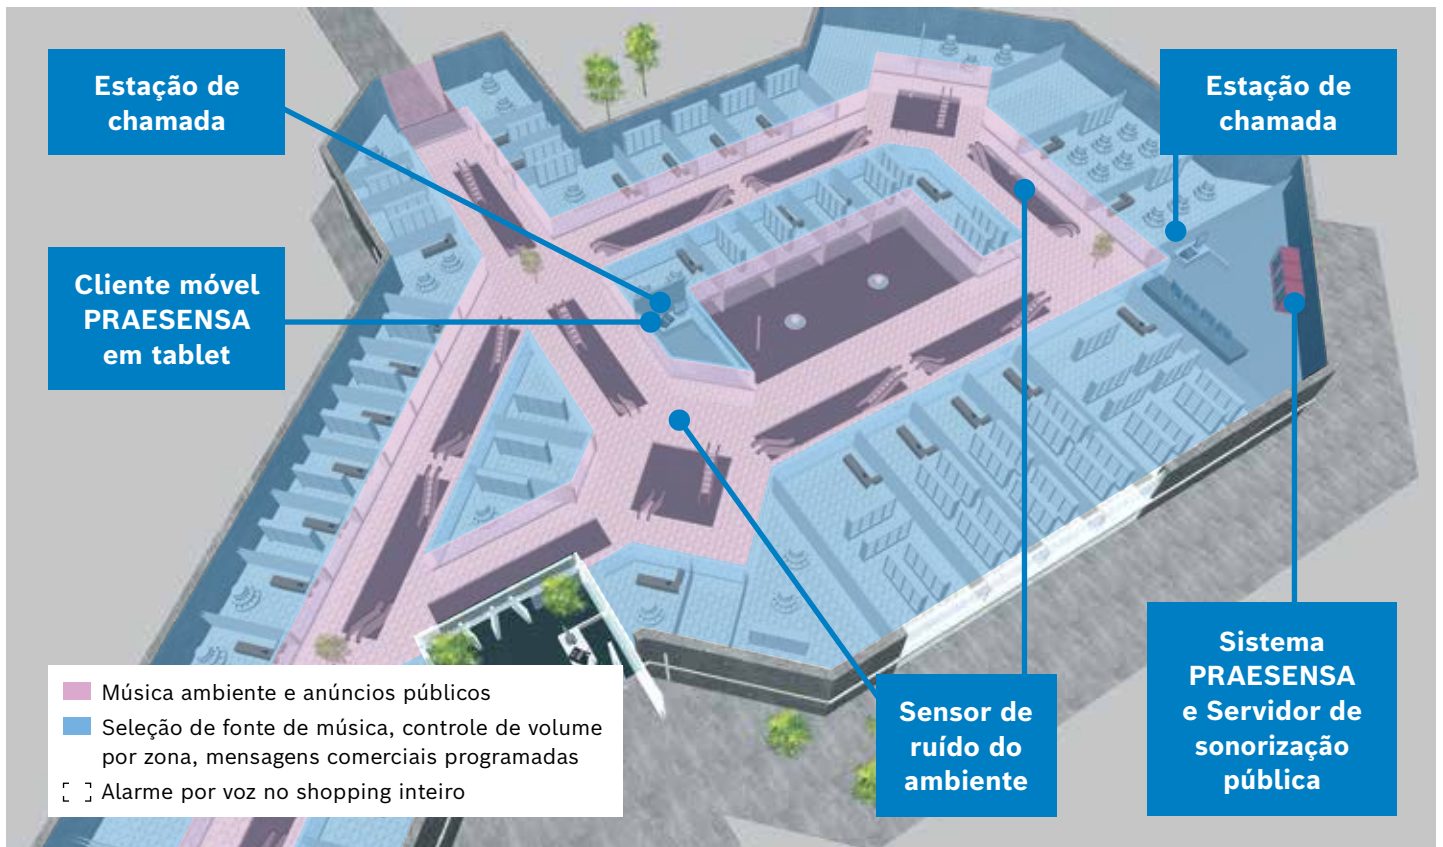 Estação de
chamada
Estação de
chamada
Cliente móvel
PRAESENSA
em tablet
Música ambiente e anúncios públicos
Seleção de fonte de música, controle de volume
por zona, mensagens comerciais programadas
Alarme por voz no shopping inteiro
Sensor de
ruído do
ambiente
Sistema
PRAESENSA
e Servidor de
sonorização
pública